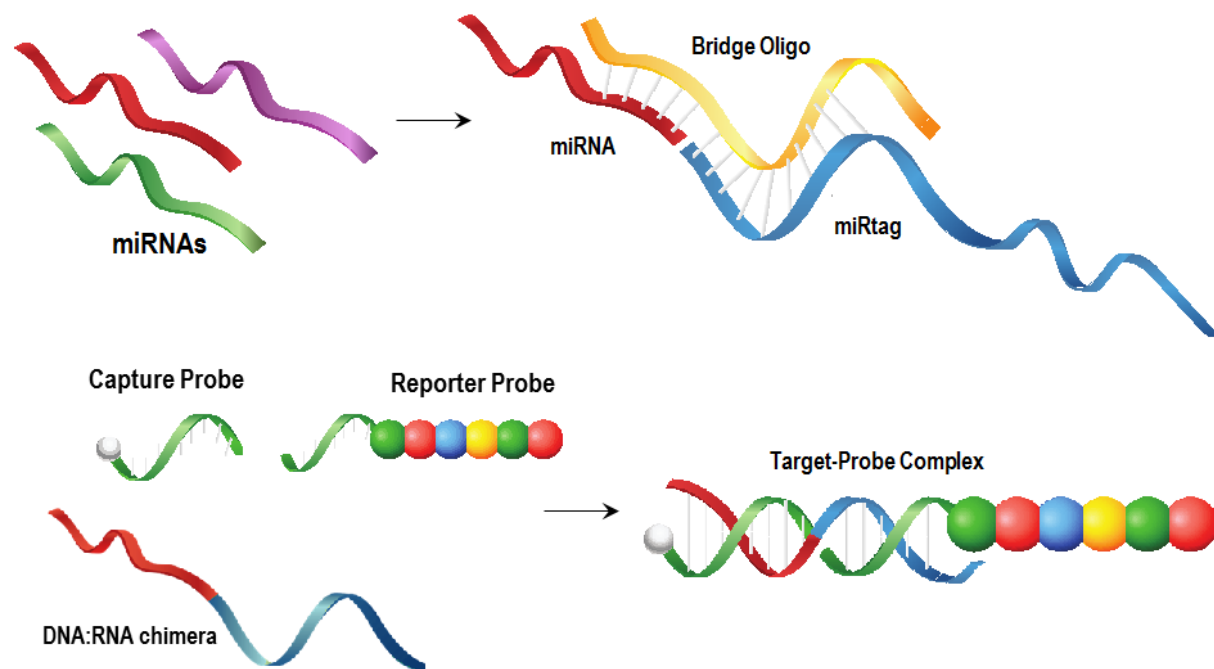 Bridge Oligo
miRNA
miRtag
miRNAs
Capture Probe
Reporter Probe
Target-Probe Complex
DNA:RNA chimera